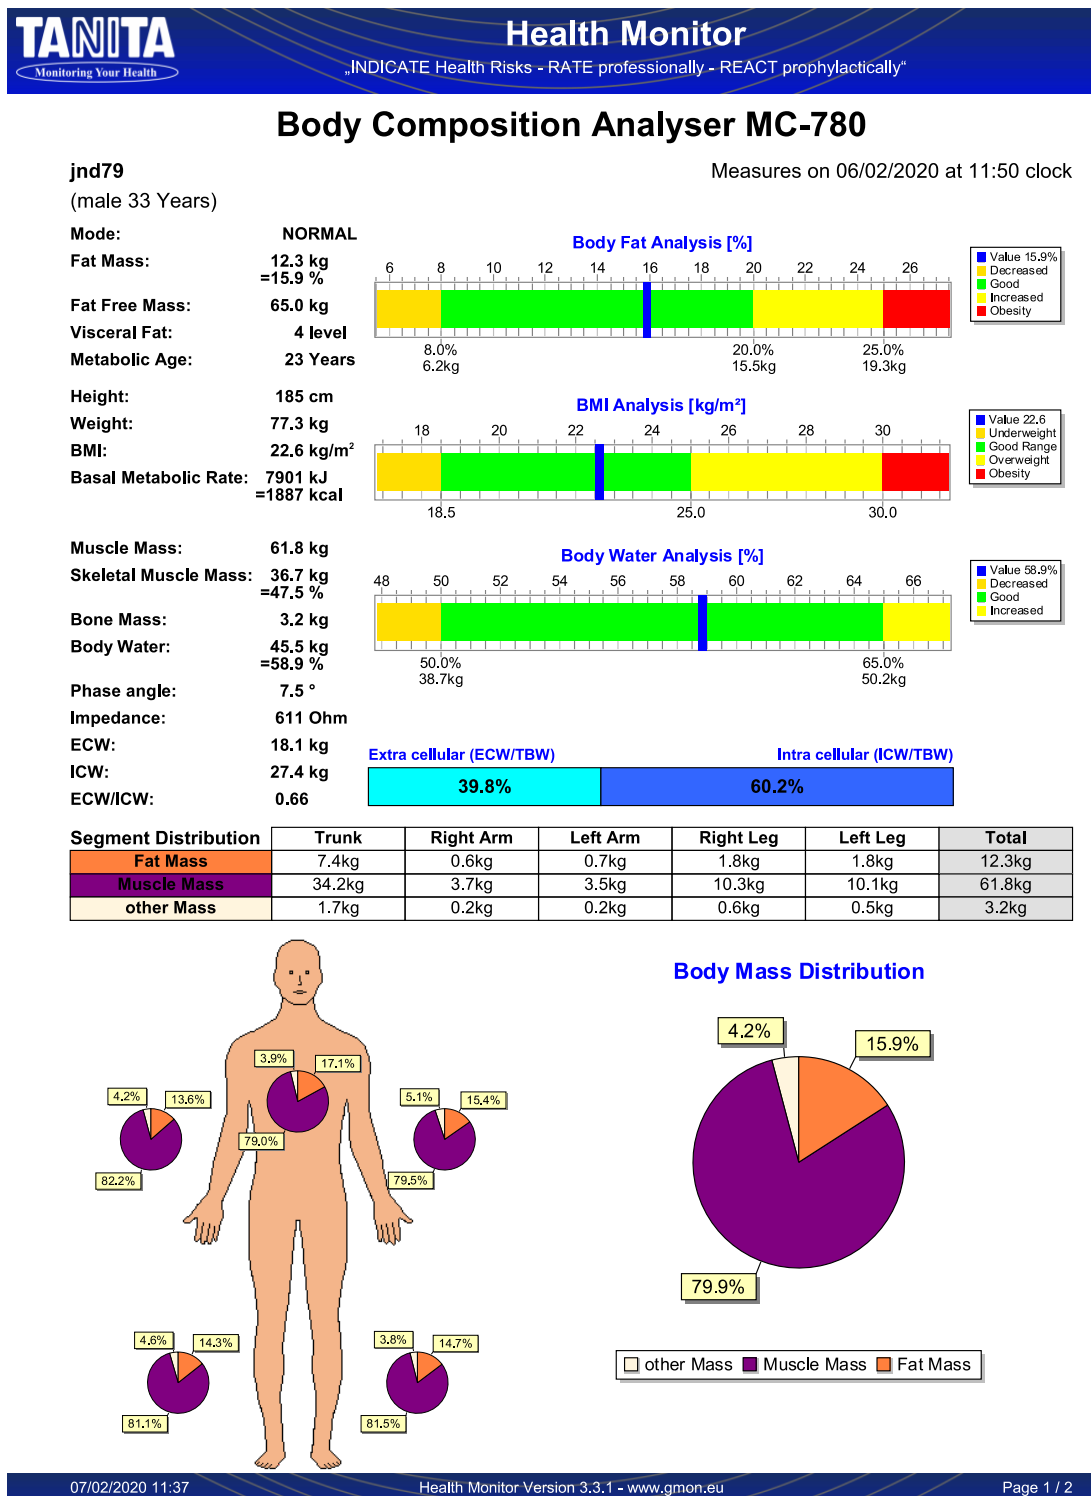 TANITA
Monitoring Your Health
Health Monitor
„INDICATE Health Risks - RATE professionally - REACT prophylactically“
Body Composition Analyser MC-780
jnd79
Measures on 06/02/2020 at 11:50 clock
(male 33 Years)
Mode: NORMAL
Fat Mass: 12.3 kg
=15.9 %
Fat Free Mass: 65.0 kg
Visceral Fat: 4 level
Metabolic Age: 23 Years
Body Fat Analysis [%]
6 8 10 12 14 16 18 20 22 24 26
8.0% 20.0% 25.0%
6.2kg 15.5kg 19.3kg
Value 15.9%
Decreased
Good
Increased
Obesity
Height: 185 cm
Weight: 77.3 kg
BMI: 22.6 kg/m²
Basal Metabolic Rate: 7901 kJ
=1887 kcal
BMI Analysis [kg/m²]
18 20 22 24 26 28 30
18.5 25.0 30.0
Value 22.6
Underweight
Good Range
Overweight
Obesity
Muscle Mass: 61.8 kg
Skeletal Muscle Mass: 36.7 kg
=47.5 %
Bone Mass: 3.2 kg
Body Water: 45.5 kg
=58.9 %
Phase angle: 7.5 °
Impedance: 611 Ohm
ECW: 18.1 kg
ICW: 27.4 kg
ECW/ICW: 0.66
Body Water Analysis [%]
48 50 52 54 56 58 60 62 64 66
50.0% 65.0%
38.7kg 50.2kg
Value 58.9%
Decreased
Good
Increased
Extra cellular (ECW/TBW) Intra cellular (ICW/TBW)
39.8% 60.2%
Segment Distribution Trunk Right Arm Left Arm Right Leg Left Leg Total
Fat Mass 7.4kg 0.6kg 0.7kg 1.8kg 1.8kg 12.3kg
Muscle Mass 34.2kg 3.7kg 3.5kg 10.3kg 10.1kg 61.8kg
other Mass 1.7kg 0.2kg 0.2kg 0.6kg 0.5kg 3.2kg
3.9% 17.1%
79.0%
4.2% 13.6%
82.2%
5.1% 15.4%
79.5%
4.6% 14.3%
81.1%
3.8% 14.7%
81.5%
Body Mass Distribution
4.2% 15.9%
79.9%
other Mass Muscle Mass Fat Mass
07/02/2020 11:37 Health Monitor Version 3.3.1 - www.gmon.eu Page 1 / 2